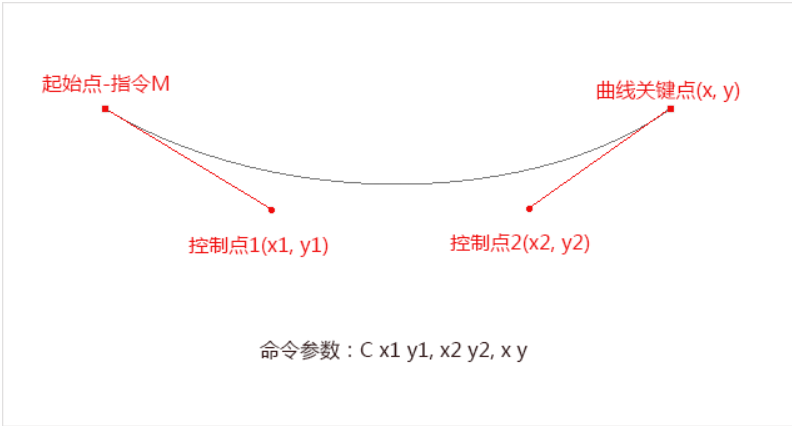 起始点-指令M
曲线关键点(x, y)
控制点1(x1, y1)
控制点2(x2, y2)
命令参数：C x1 y1, x2 y2, x y